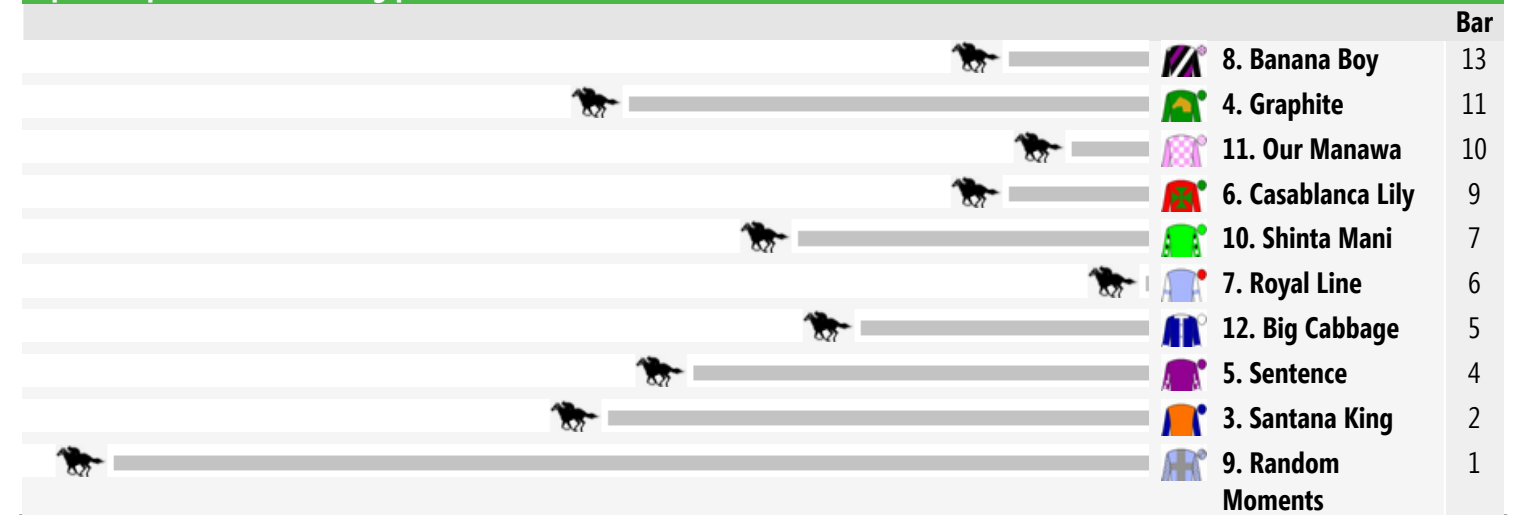 Bar
8. Banana Boy 13
4. Graphite 11
11. Our Manawa 10
6. Casablanca Lily 9
10. Shinta Mani 7
7. Royal Line 6
12. Big Cabbage 5
5. Sentence 4
3. Santana King 2
9. Random 1
Moments